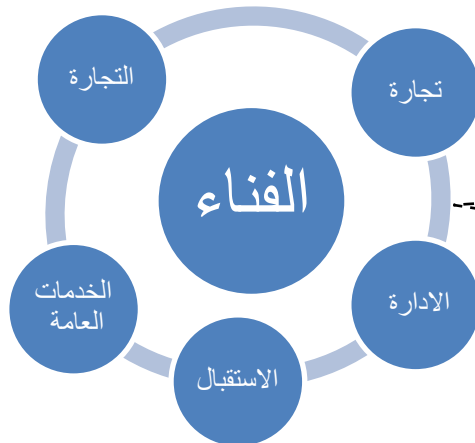 تجارة
التجارة
الفناء
الادارة
الخدمات
العامة
الاستقبال